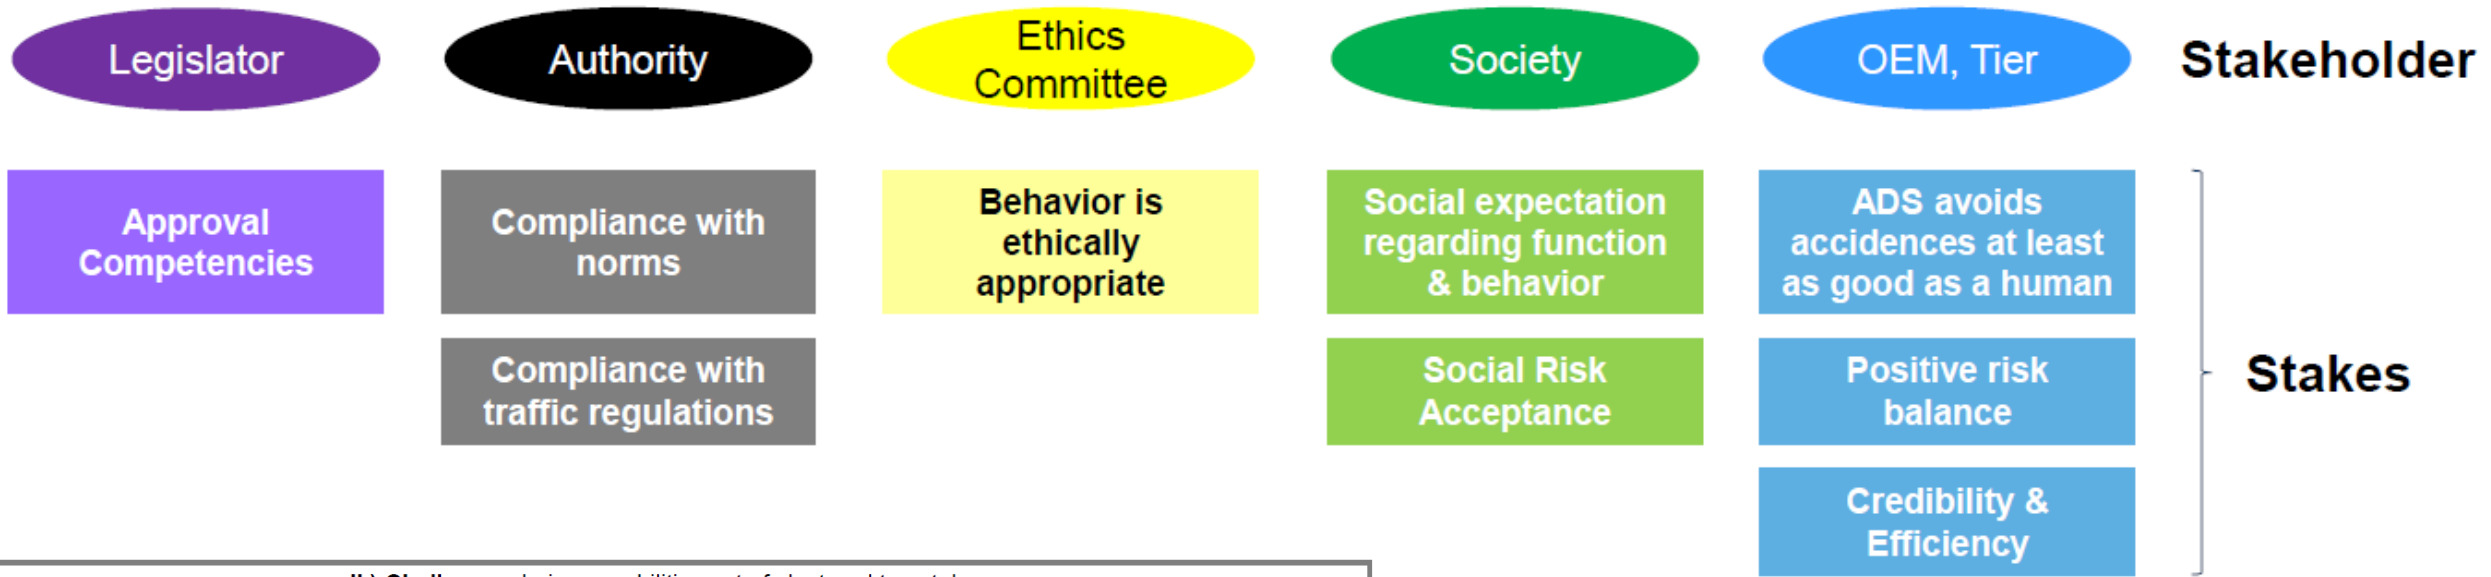 Legislator
Authority
Ethics
Committee
Society
OEM, Tier
Stakeholder
Approval
Competencies
Compliance with
norms
Behavior is
ethically
appropriate
Social expectation
regarding function
& behavior
ADS avoids
accidences at least
as good as a human
Compliance with
traffic regulations
Social Risk
Acceptance
Positive risk
balance
Stakes
Credibility &
Efficiency